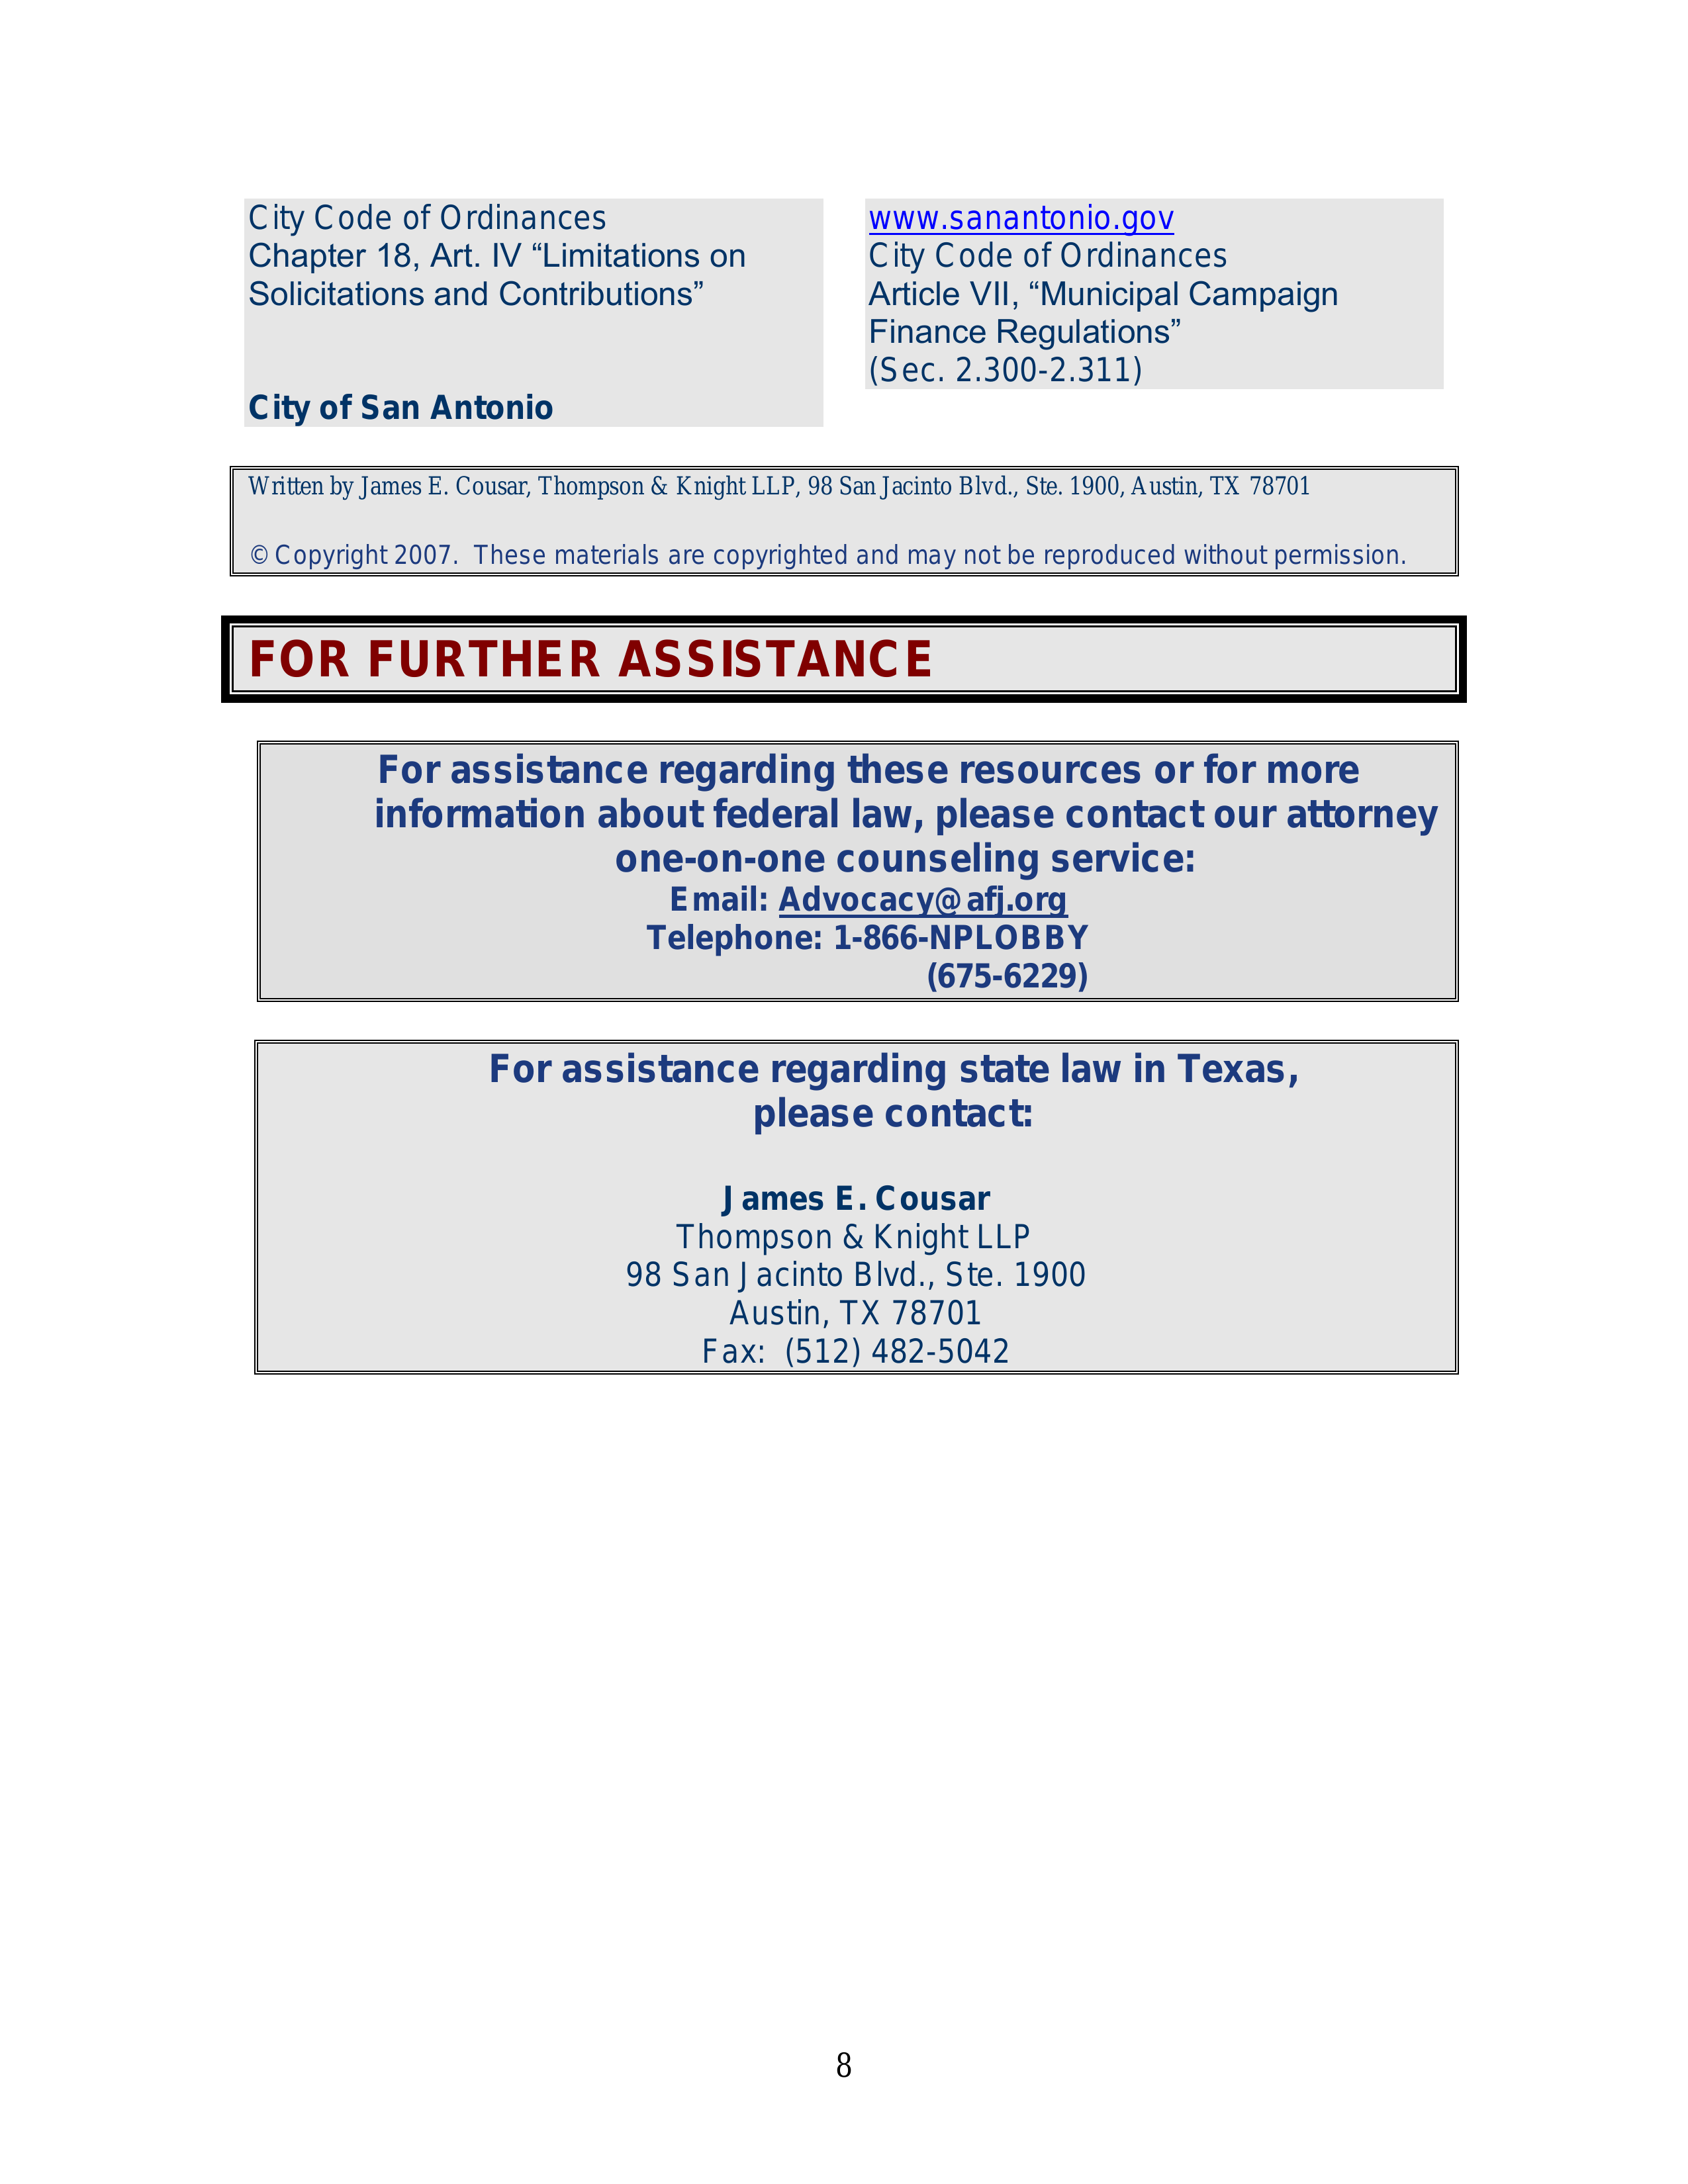 City Code of Ordinances
Chapter 18, Art. IV “Limitations on
Solicitations and Contributions”
City of San Antonio
www.sanantonio.gov
City Code of Ordinances
Article VII, “Municipal Campaign
Finance Regulations”
(Sec. 2.300-2.311)
Written by James E. Cousar, Thompson & Knight LLP, 98 San Jacinto Blvd., Ste. 1900, Austin, TX 78701
© Copyright 2007. These materials are copyrighted and may not be reproduced without permission.
FOR FURTHER ASSISTANCE
For assistance regarding these resources or for more
information about federal law, please contact our attorney
one-on-one counseling service:
Email: Advocacy@afj.org
Telephone: 1-866-NPLOBBY
(675-6229)
For assistance regarding state law in Texas,
please contact:
James E. Cousar
Thompson & Knight LLP
98 San Jacinto Blvd., Ste. 1900
Austin, TX 78701
Fax: (512) 482-5042
8